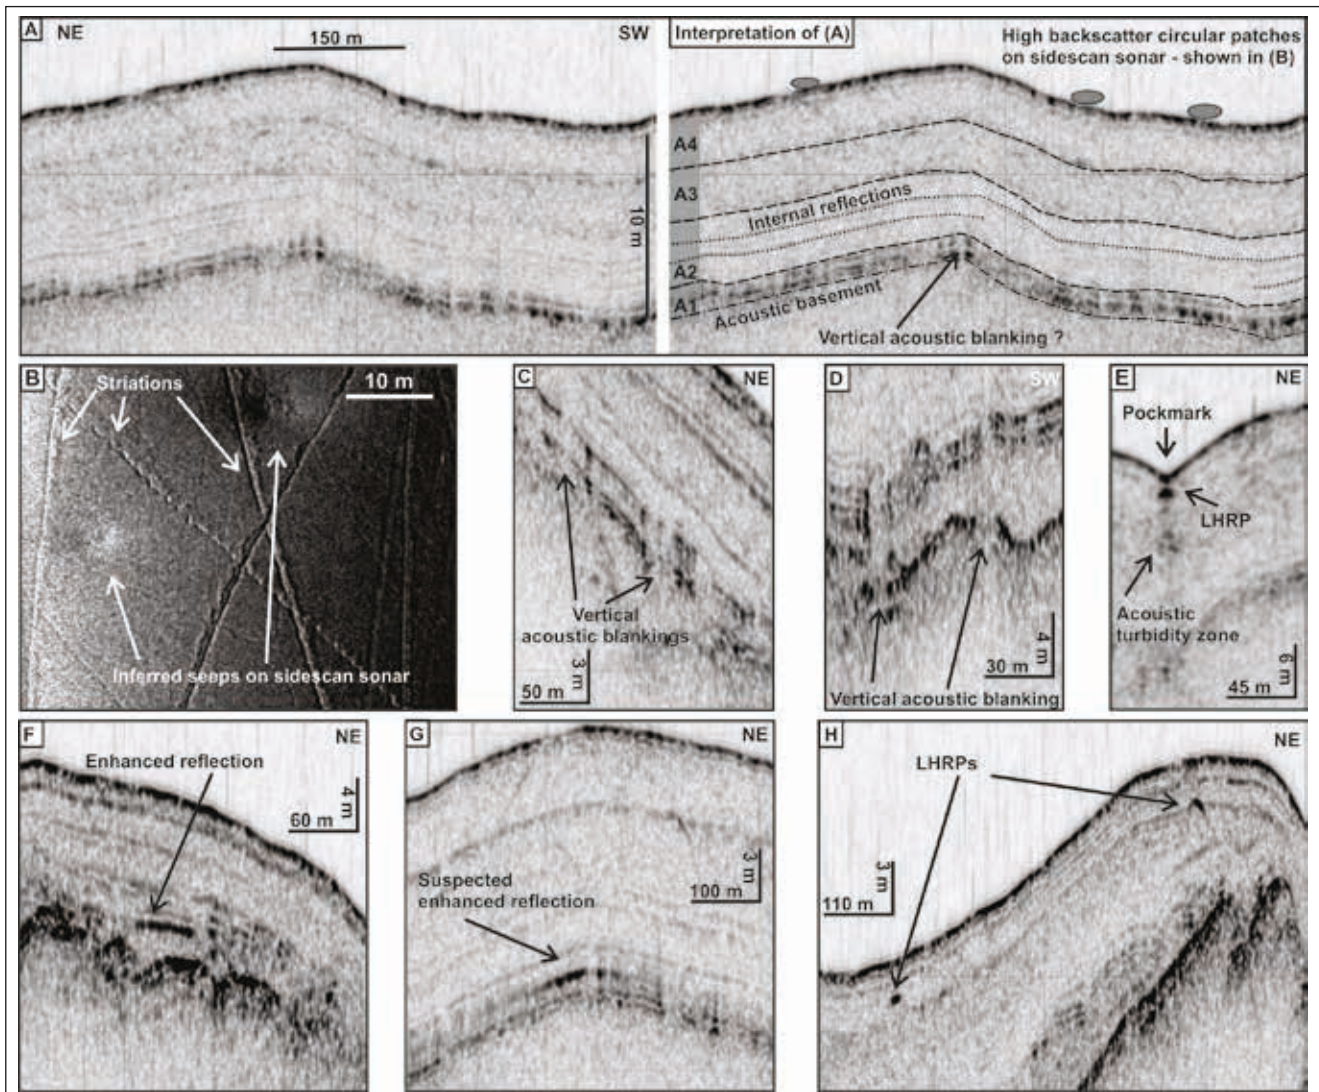 A NE
150 m
SW
10 m
Interpretation of (A)
High backscatter circular patches
on sidescan sonar - shown in (B)
A4
A3
Internal reflections
A2
A1
Acoustic basement
Vertical acoustic blanking ?
B
Striations
10 m
Inferred seeps on sidescan sonar
C
NE
Vertical
acoustic blankings
3 m
50 m
D
SW
4 m
30 m
Vertical acoustic blanking
E
NE
Pockmark
LHRP
Acoustic
turbidity zone
6 m
45 m
F
NE
Enhanced reflection
4 m
60 m
G
NE
3 m
100 m
Suspected
enhanced reflection
H
NE
LHRPs
3 m
110 m